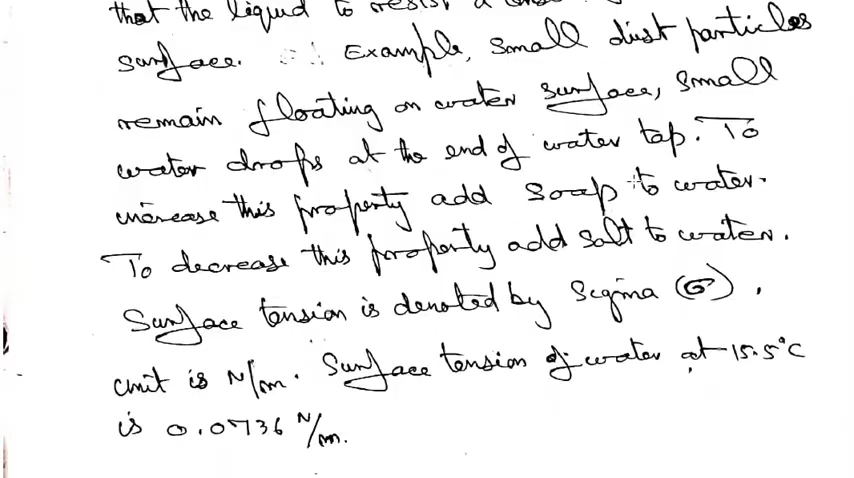 that the liquid to resist a
surface. Example, small dust particles
remain floating on water surface, small
water drops at the end of water tap. To
increase this property add soap to water.
To decrease this property add salt to water.
Surface tension is denoted by Segma (σ).
unit is N/m. Surface tension of water at 15.5°C
is 0.0736 N/m.